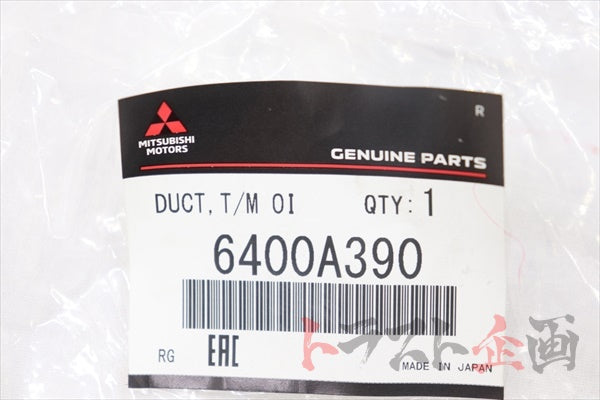 R
MITSUBISHI
MOTORS
GENUINE PARTS
DUCT, T/M OI QTY: 1
6400A390
RG EAC MADE IN JAPAN
トラスト企画